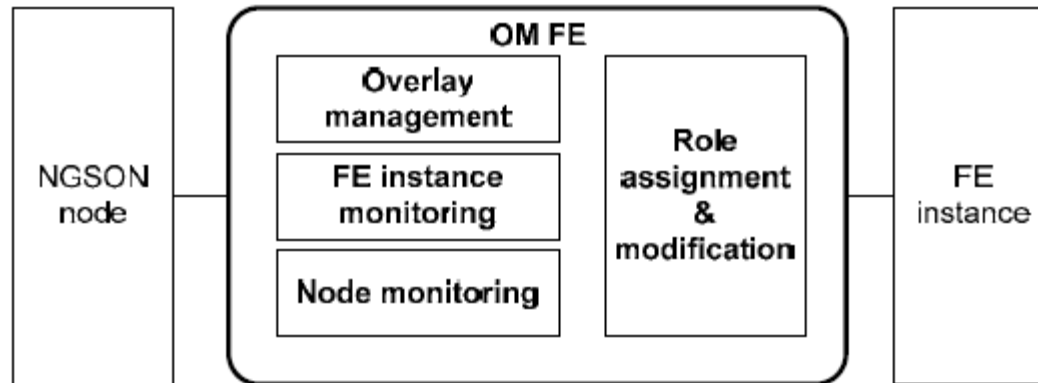 OM FE
NGSON
node
Overlay
management
FE instance
monitoring
Node monitoring
Role
assignment
&
modification
FE
instance